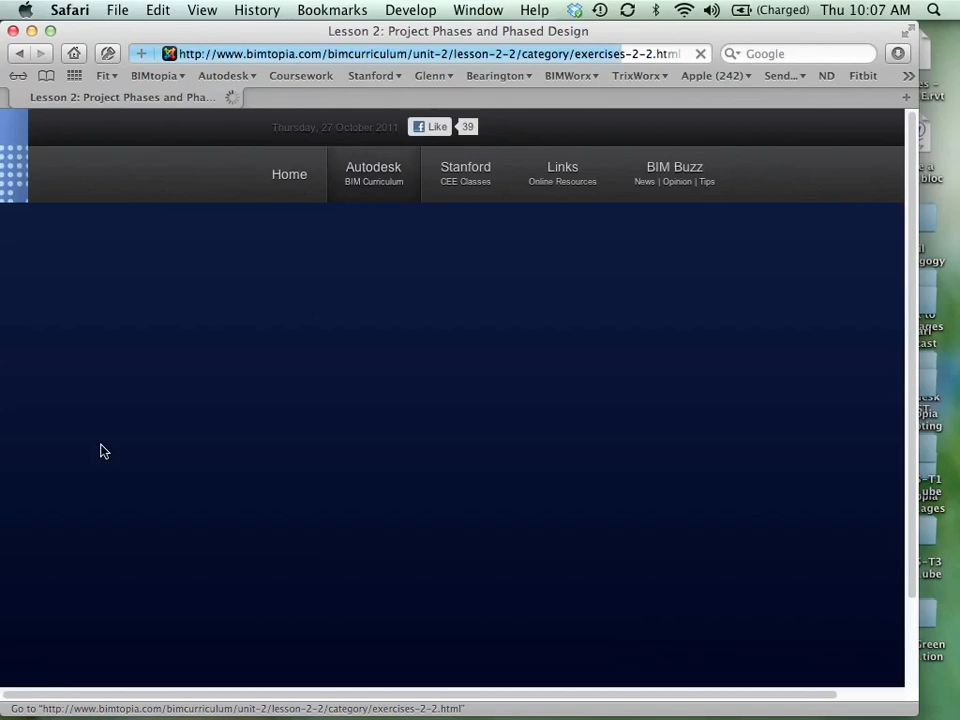 Safari File Edit View History Bookmarks Develop Window Help (Charged) Thu 10:07 AM
Lesson 2: Project Phases and Phased Design
http://www.bimtopia.com/bimcurriculum/unit-2/lesson-2-2/category/exercises-2-2.html Google
Fit BIMtopia Autodesk Coursework Stanford Glenn Bearington BIMWorx TrixWorx Apple (242) Send... ND Fitbit
Lesson 2: Project Phases and Pha...
Thursday, 27 October 2011 Like 39
Home Autodesk Stanford Links BIM Buzz
BIM Curriculum CEE Classes Online Resources News | Opinion | Tips
Go to "http://www.bimtopia.com/bimcurriculum/unit-2/lesson-2-2/category/exercises-2-2.html"